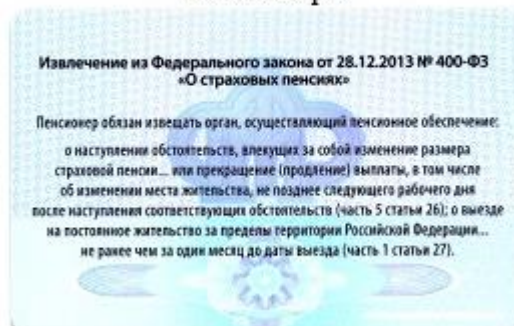 Извлечение из Федерального закона от 28.12.2013 № 400-ФЗ
«О страховых пенсиях»
Пенсионер обязан извещать орган, осуществляющий пенсионное обеспечение:
о наступлении обстоятельств, влекущих за собой изменение размера
страховой пенсии... или прекращение (продление) выплаты, в том числе
об изменении места жительства, не позднее следующего рабочего дня
после наступления соответствующих обстоятельств (часть 5 статьи 26); о выезде
на постоянное жительство за пределы территории Российской Федерации...
не ранее чем за один месяц до даты выезда (часть 1 статьи 27).